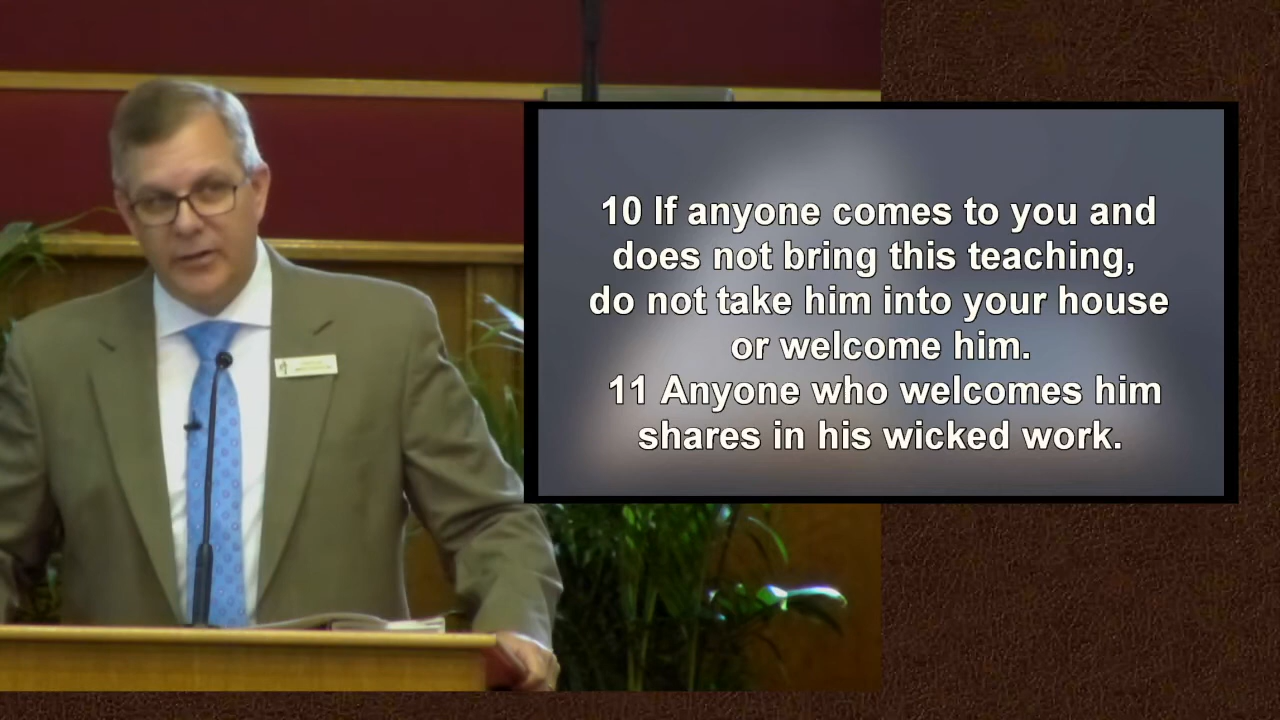 10 If anyone comes to you and
does not bring this teaching,
do not take him into your house
or welcome him.
11 Anyone who welcomes him
shares in his wicked work.